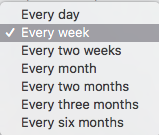 Every day
✓ Every week
Every two weeks
Every month
Every two months
Every three months
Every six months